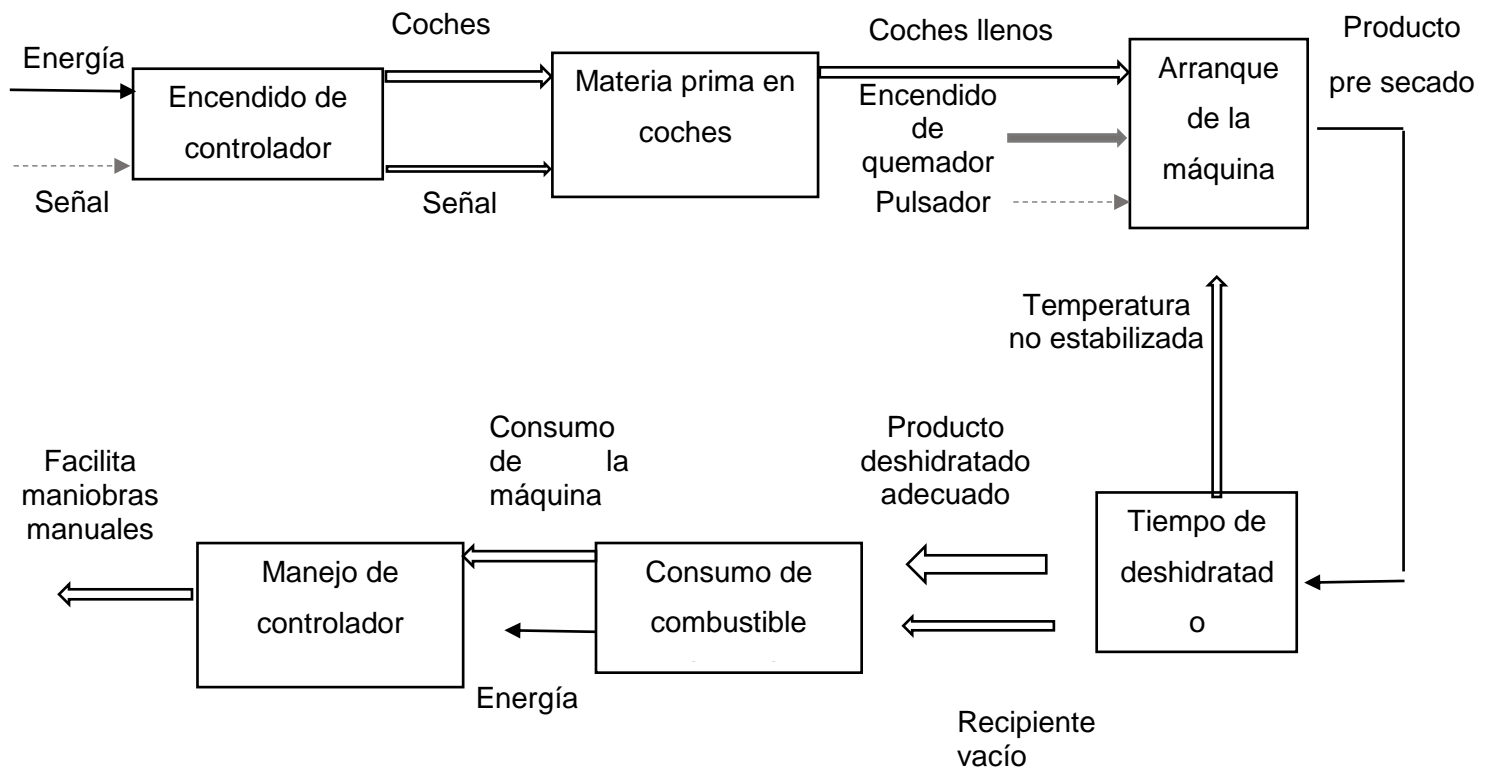 Energía
Señal
Encendido de
controlador
Coches
Señal
Materia prima en
coches
Coches llenos
Encendido
de
quemador
Pulsador
Arranque
de la
máquina
Producto
pre secado
Temperatura
no estabilizada
Tiempo de
deshidratad
o
Producto
deshidratado
adecuado
Recipiente
vacío
Consumo de
combustible
Consumo
de la
máquina
Energía
Manejo de
controlador
Facilita
maniobras
manuales